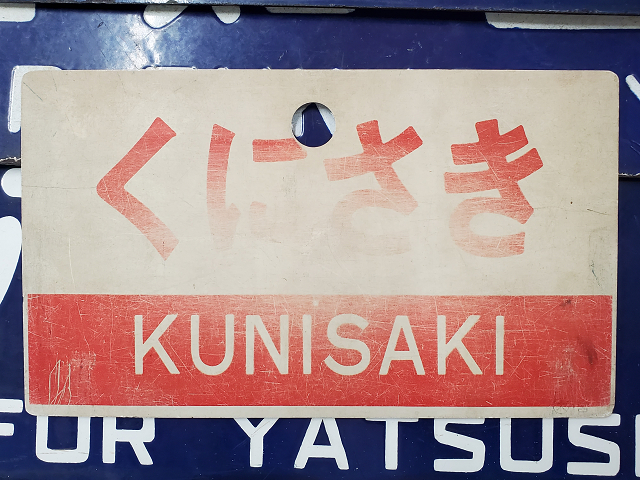 くにさき
KUNISAKI
FOR YATSUS